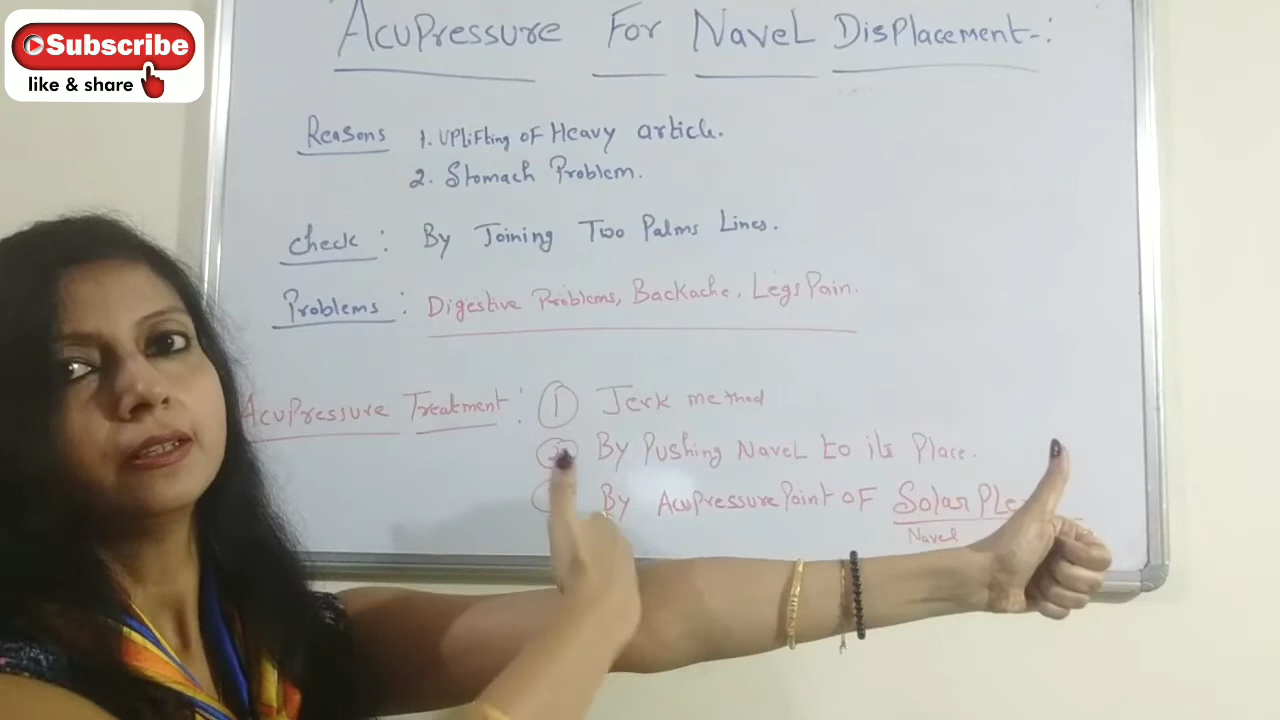 Subscribe
like & share
Acupressure For Navel Displacement-:
Reasons 1. Uplifting of Heavy article.
2. Stomach Problem.
Check : By Joining Two Palms Lines.
Problems : Digestive Problems, Backache, Legs Pain.
Acupressure Treatment : 1 Jerk method
2 By Pushing Navel to its Place.
By Acupressure Point of Solar
Navel